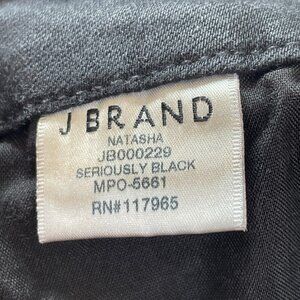 J BRAND
NATASHA
JB000229
SERIOUSLY BLACK
MPO-5661
RN#117965